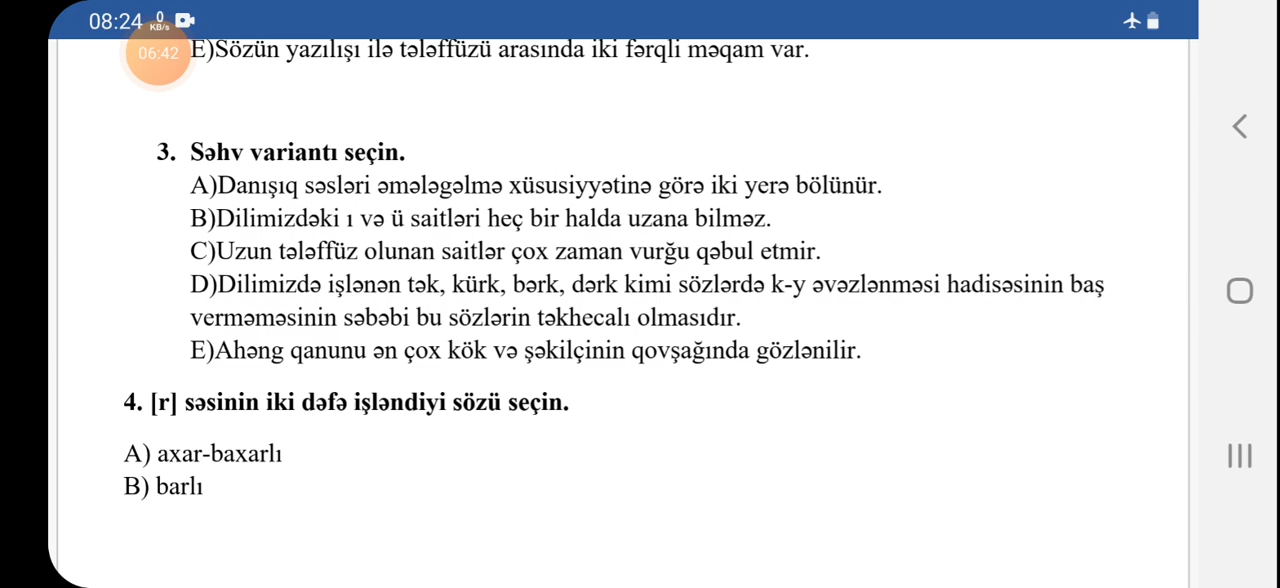 08:24 0 KB/s
06:42 E)Sözün yazılışı ilə tələffüzü arasında iki fərqli məqam var.
3. Səhv variantı seçin.
A)Danışıq səsləri əmələgəlmə xüsusiyyətinə görə iki yerə bölünür.
B)Dilimizdəki ı və ü saitləri heç bir halda uzana bilməz.
C)Uzun tələffüz olunan saitlər çox zaman vurğu qəbul etmir.
D)Dilimizdə işlənən tək, kürk, bərk, dərk kimi sözlərdə k-y əvəzlənməsi hadisəsinin baş
verməməsinin səbəbi bu sözlərin təkhecalı olmasıdır.
E)Ahəng qanunu ən çox kök və şəkilçinin qovşağında gözlənilir.
4. [r] səsinin iki dəfə işləndiyi sözü seçin.
A) axar-baxarlı
B) barlı